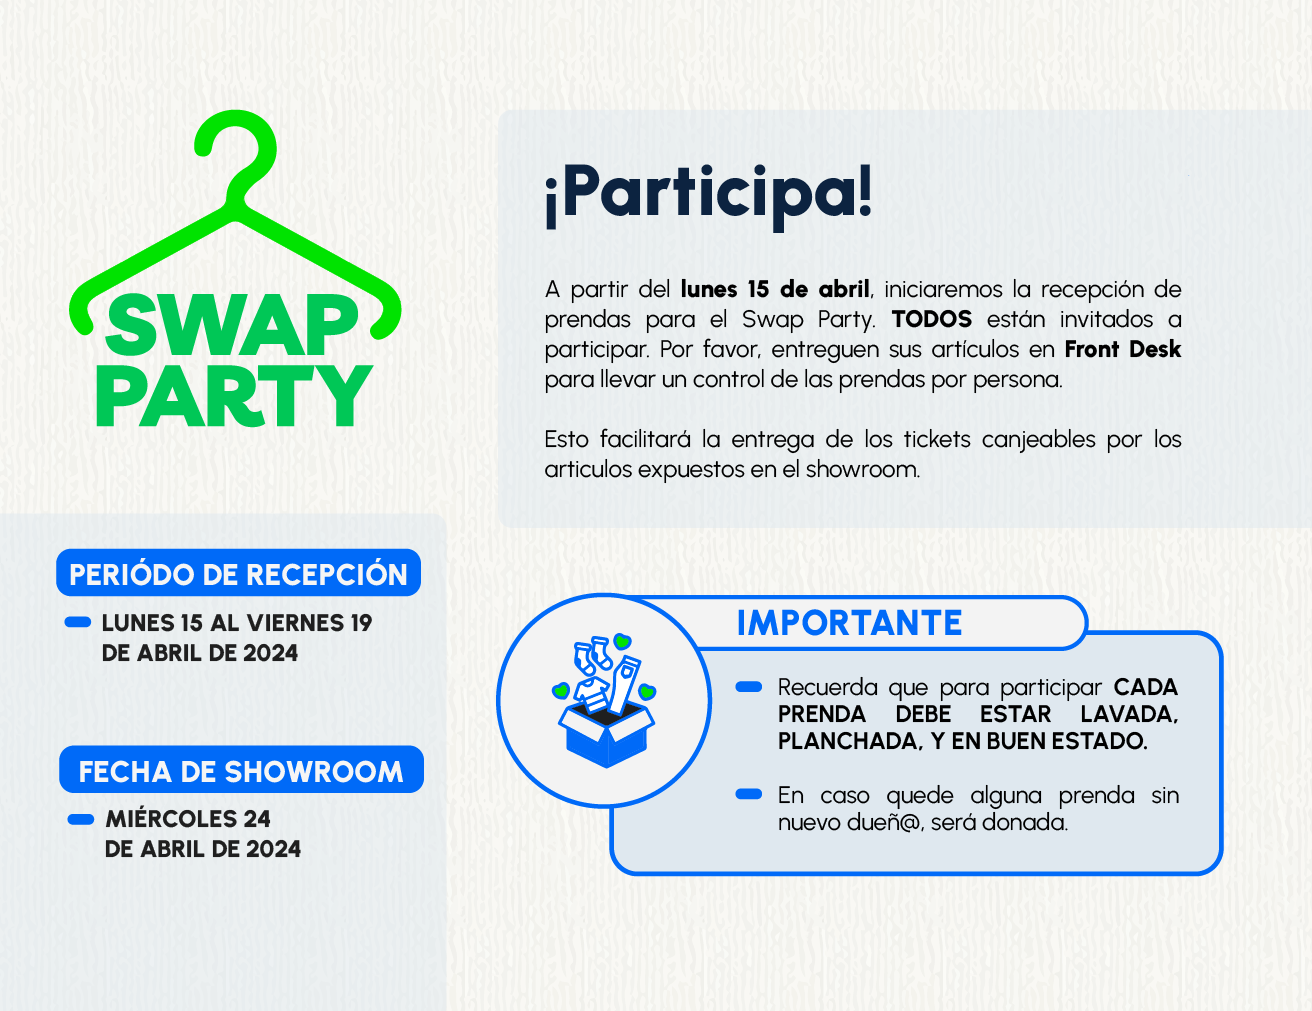 SWAP
PARTY
¡Participa!
A partir del lunes 15 de abril, iniciaremos la recepción de
prendas para el Swap Party. TODOS están invitados a
participar. Por favor, entreguen sus artículos en Front Desk
para llevar un control de las prendas por persona.
Esto facilitará la entrega de los tickets canjeables por los
articulos expuestos en el showroom.
PERIÓDO DE RECEPCIÓN
LUNES 15 AL VIERNES 19
DE ABRIL DE 2024
FECHA DE SHOWROOM
MIÉRCOLES 24
DE ABRIL DE 2024
IMPORTANTE
Recuerda que para participar CADA
PRENDA DEBE ESTAR LAVADA,
PLANCHADA, Y EN BUEN ESTADO.
En caso quede alguna prenda sin
nuevo dueñ@, será donada.